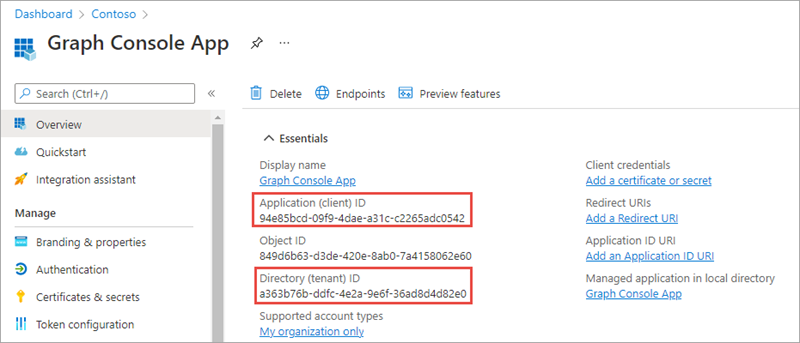 Dashboard > Contoso >
Graph Console App
Search (Ctrl+/)
Overview
Quickstart
Integration assistant
Manage
Branding & properties
Authentication
Certificates & secrets
Token configuration
Delete
Endpoints
Preview features
Essentials
Display name
Graph Console App
Application (client) ID
94e85bcd-09f9-4dae-a31c-c2265adc0542
Object ID
849d6b63-d3de-420e-8ab0-7a4158062e60
Directory (tenant) ID
a363b76b-ddfc-4e2a-9e6f-36ad8d4d82e0
Supported account types
My organization only
Client credentials
Add a certificate or secret
Redirect URIs
Add a Redirect URI
Application ID URI
Add an Application ID URI
Managed application in local directory
Graph Console App